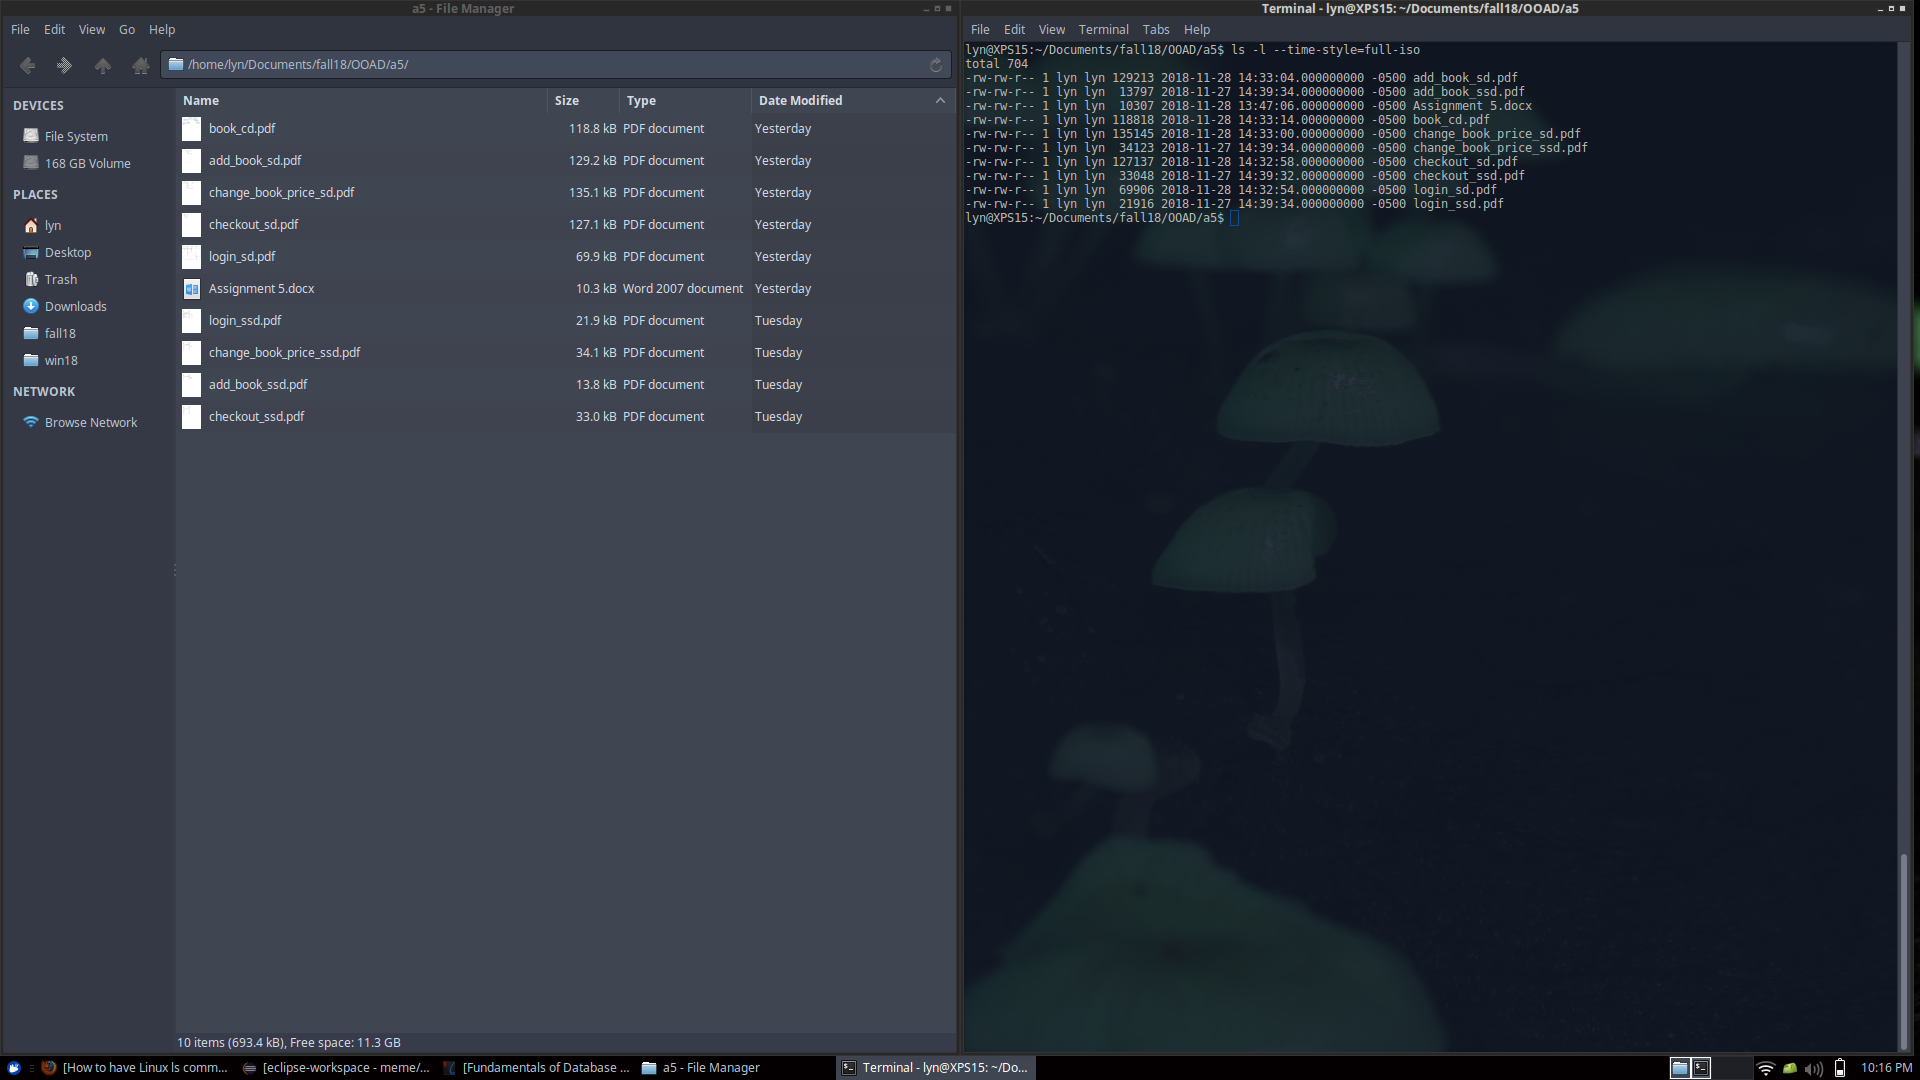 a5 - File Manager
File Edit View Go Help
/home/lyn/Documents/fall18/OOAD/a5/
DEVICES
File System
168 GB Volume
PLACES
lyn
Desktop
Trash
Downloads
fall18
win18
NETWORK
Browse Network
Name Size Type Date Modified
book_cd.pdf 118.8 kB PDF document Yesterday
add_book_sd.pdf 129.2 kB PDF document Yesterday
change_book_price_sd.pdf 135.1 kB PDF document Yesterday
checkout_sd.pdf 127.1 kB PDF document Yesterday
login_sd.pdf 69.9 kB PDF document Yesterday
Assignment 5.docx 10.3 kB Word 2007 document Yesterday
login_ssd.pdf 21.9 kB PDF document Tuesday
change_book_price_ssd.pdf 34.1 kB PDF document Tuesday
add_book_ssd.pdf 13.8 kB PDF document Tuesday
checkout_ssd.pdf 33.0 kB PDF document Tuesday
10 items (693.4 kB), Free space: 11.3 GB
Terminal - lyn@XPS15: ~/Documents/fall18/OOAD/a5
File Edit View Terminal Tabs Help
lyn@XPS15:~/Documents/fall18/OOAD/a5$ ls -l --time-style=full-iso
total 704
-rw-rw-r-- 1 lyn lyn 129213 2018-11-28 14:33:04.000000000 -0500 add_book_sd.pdf
-rw-rw-r-- 1 lyn lyn  13797 2018-11-27 14:39:34.000000000 -0500 add_book_ssd.pdf
-rw-rw-r-- 1 lyn lyn  10307 2018-11-28 13:47:06.000000000 -0500 Assignment 5.docx
-rw-rw-r-- 1 lyn lyn 118818 2018-11-28 14:33:14.000000000 -0500 book_cd.pdf
-rw-rw-r-- 1 lyn lyn 135145 2018-11-28 14:33:00.000000000 -0500 change_book_price_sd.pdf
-rw-rw-r-- 1 lyn lyn  34123 2018-11-27 14:39:34.000000000 -0500 change_book_price_ssd.pdf
-rw-rw-r-- 1 lyn lyn 127137 2018-11-28 14:32:58.000000000 -0500 checkout_sd.pdf
-rw-rw-r-- 1 lyn lyn  33048 2018-11-27 14:39:32.000000000 -0500 checkout_ssd.pdf
-rw-rw-r-- 1 lyn lyn  69906 2018-11-28 14:32:54.000000000 -0500 login_sd.pdf
-rw-rw-r-- 1 lyn lyn  21916 2018-11-27 14:39:34.000000000 -0500 login_ssd.pdf
lyn@XPS15:~/Documents/fall18/OOAD/a5$
[How to have Linux ls comm... [eclipse-workspace - meme/... [Fundamentals of Database ... a5 - File Manager Terminal - lyn@XPS15: ~/Do... 10:16 PM